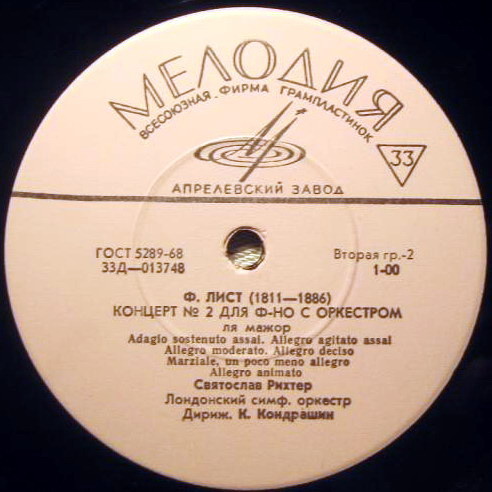 МЕЛОДИЯ
ВСЕСОЮЗНАЯ ФИРМА ГРАМПЛАСТИНОК
33
АПРЕЛЕВСКИЙ ЗАВОД
ГОСТ 5289-68
Вторая гр.-2
33Д—013748
1-00
Ф. ЛИСТ (1811—1886)
КОНЦЕРТ № 2 ДЛЯ Ф-НО С ОРКЕСТРОМ
ля мажор
Adagio sostenuto assai. Allegro agitato assai
Allegro moderato. Allegro deciso
Marziale, un poco meno allegro
Allegro animato
Святослав Рихтер
Лондонский симф. оркестр
Дириж. К. Кондрашин